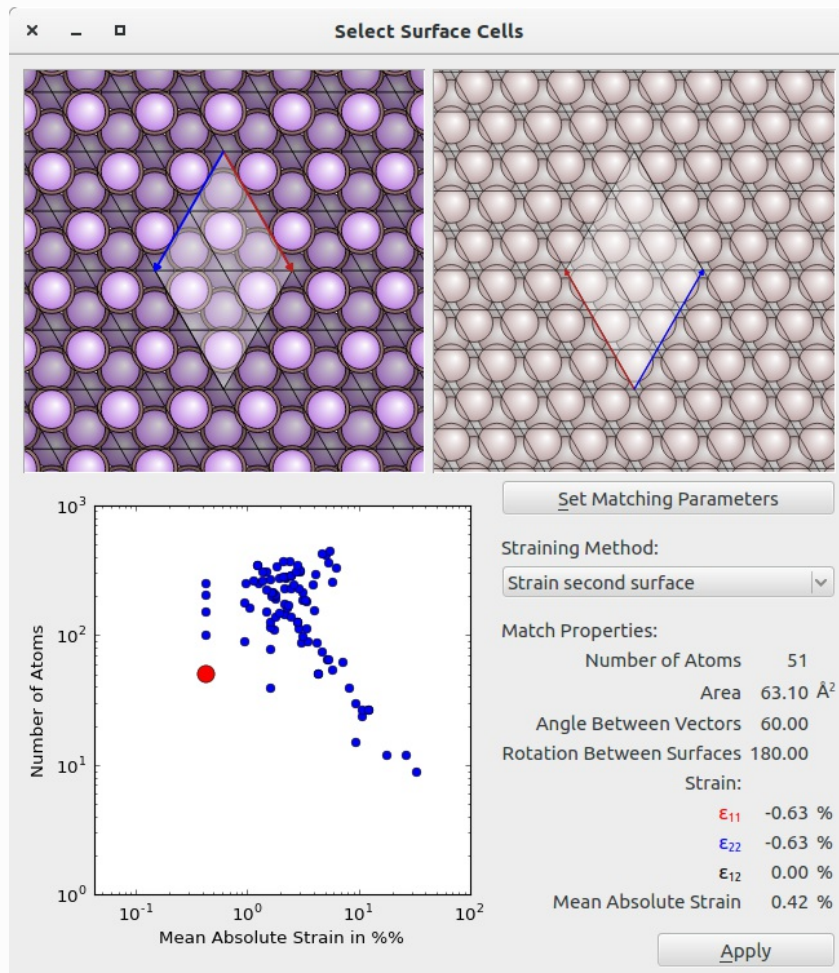 Select Surface Cells
10³
10²
10¹
10⁰
Number of Atoms
10⁻¹ 10⁰ 10¹ 10²
Mean Absolute Strain in %%
Set Matching Parameters
Straining Method:
Strain second surface
Match Properties:
Number of Atoms 51
Area 63.10 Å²
Angle Between Vectors 60.00
Rotation Between Surfaces 180.00
Strain:
ε₁₁ -0.63 %
ε₂₂ -0.63 %
ε₁₂ 0.00 %
Mean Absolute Strain 0.42 %
Apply